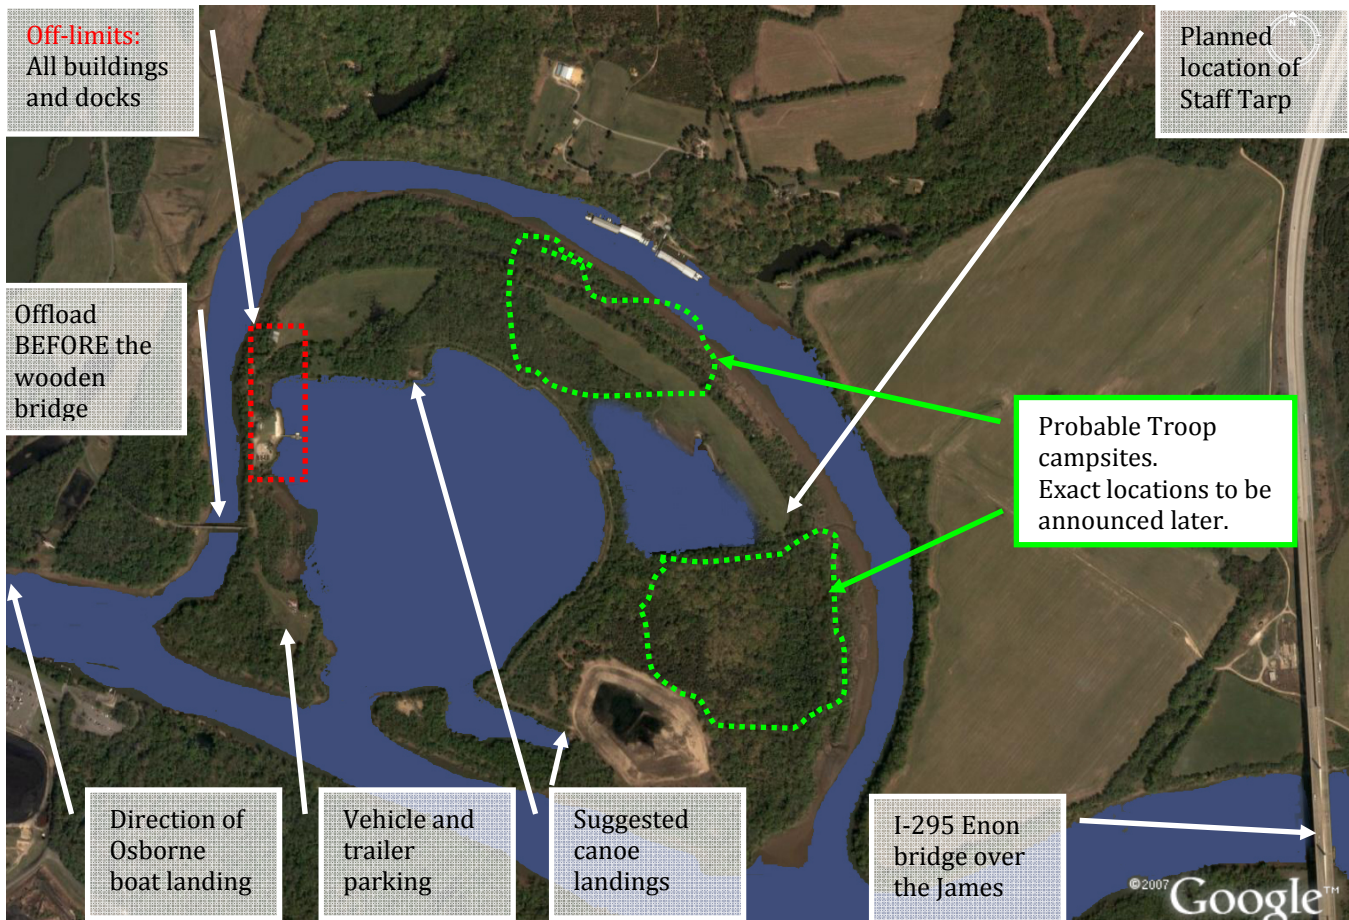 Off-limits:
All buildings
and docks
Planned
location of
Staff Tarp
Offload
BEFORE the
wooden
bridge
Probable Troop
campsites.
Exact locations to be
announced later.
Direction of
Osborne
boat landing
Vehicle and
trailer
parking
Suggested
canoe
landings
I-295 Enon
bridge over
the James
©2007 Google™